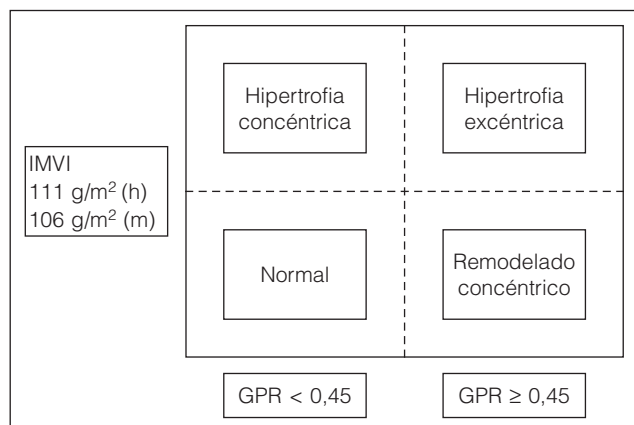 Hipertrofia
concéntrica
Hipertrofia
excéntrica
IMVI
111 g/m² (h)
106 g/m² (m)
Normal
Remodelado
concéntrico
GPR < 0,45
GPR ≥ 0,45